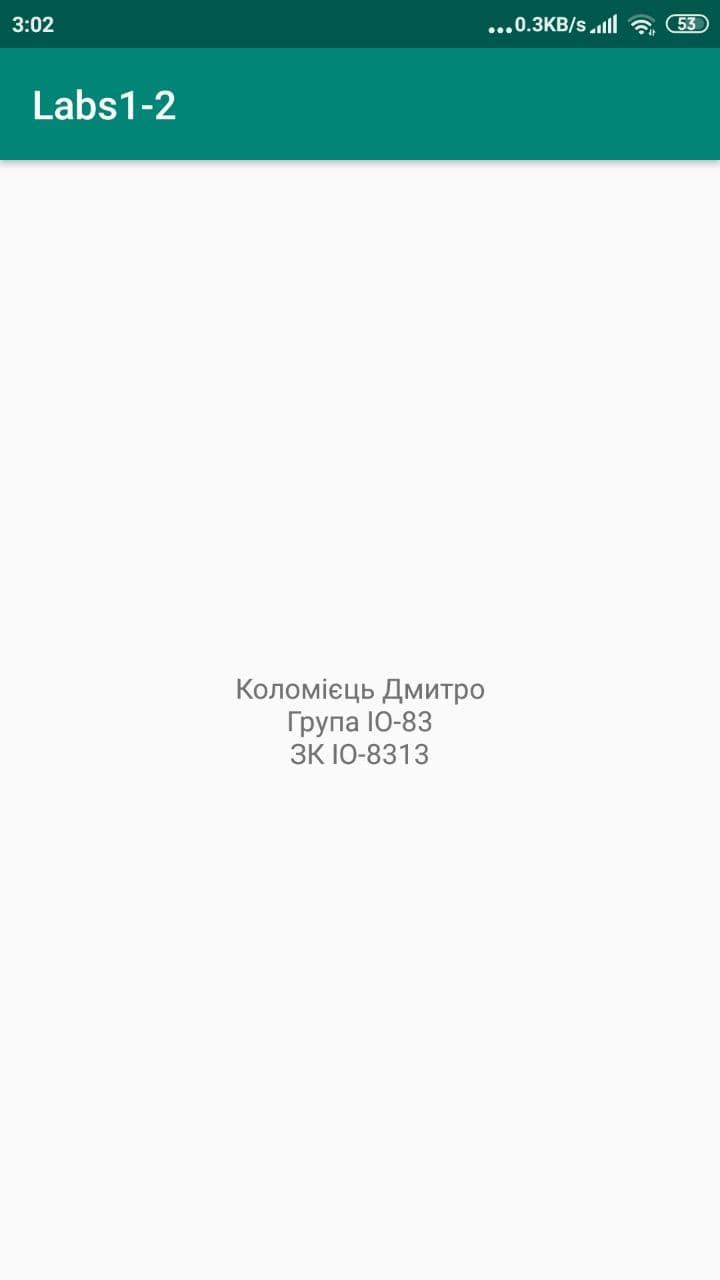 3:02 ...0.3KB/s 53
Labs1-2
Коломієць Дмитро
Група ІО-83
ЗК ІО-8313